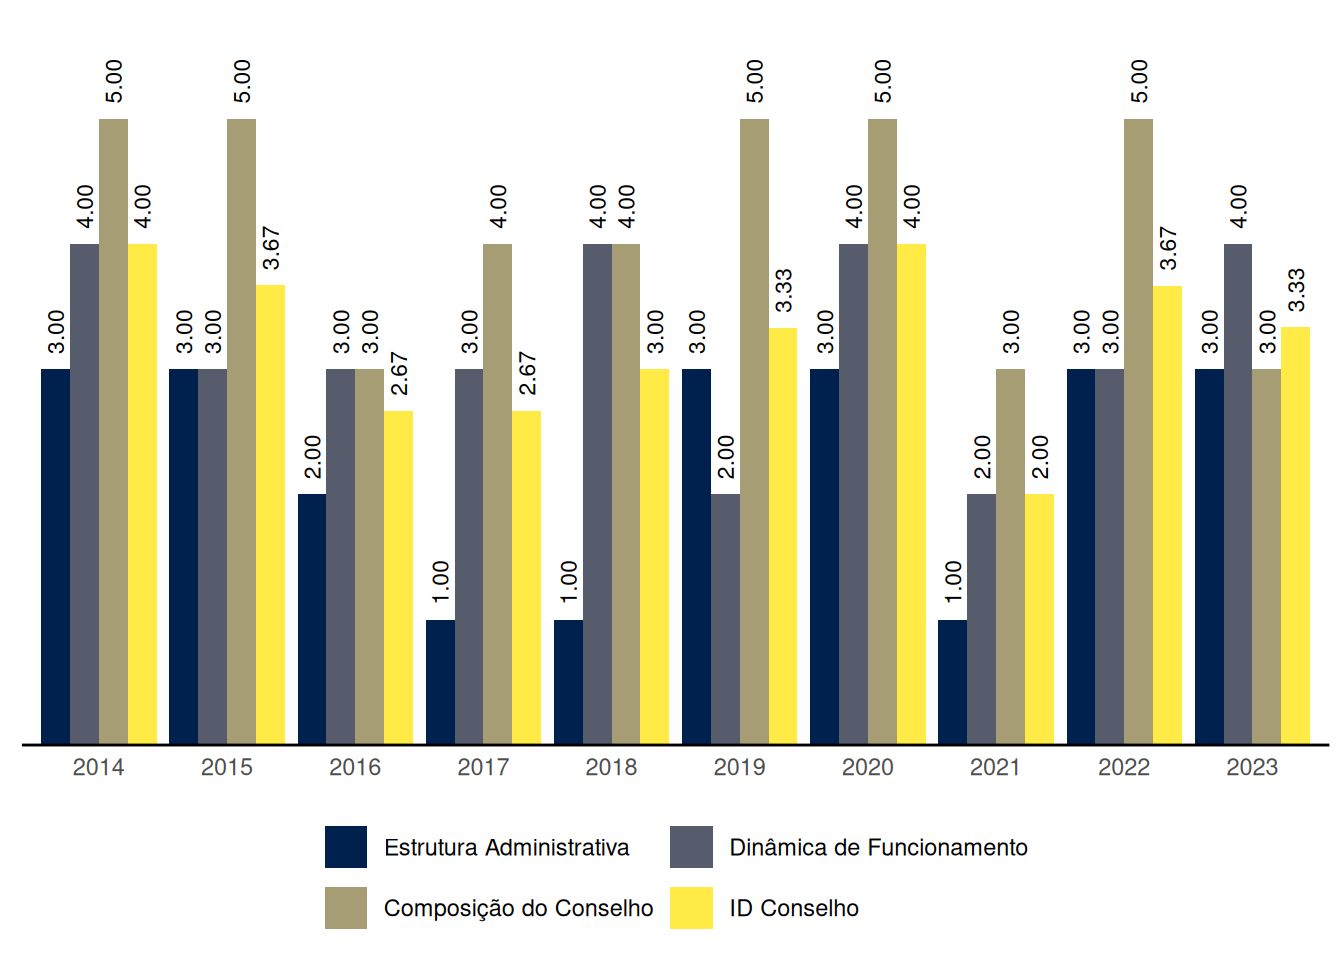 3.00 4.00 5.00 4.00
3.00 3.00 5.00 3.67
2.00 3.00 3.00 2.67
1.00 3.00 4.00 2.67
1.00 4.00 4.00 3.00
3.00 2.00 5.00 3.33
3.00 4.00 5.00 4.00
1.00 2.00 3.00 2.00
3.00 3.00 5.00 3.67
3.00 4.00 3.00 3.33
2014 2015 2016 2017 2018 2019 2020 2021 2022 2023
Estrutura Administrativa Dinâmica de Funcionamento
Composição do Conselho ID Conselho